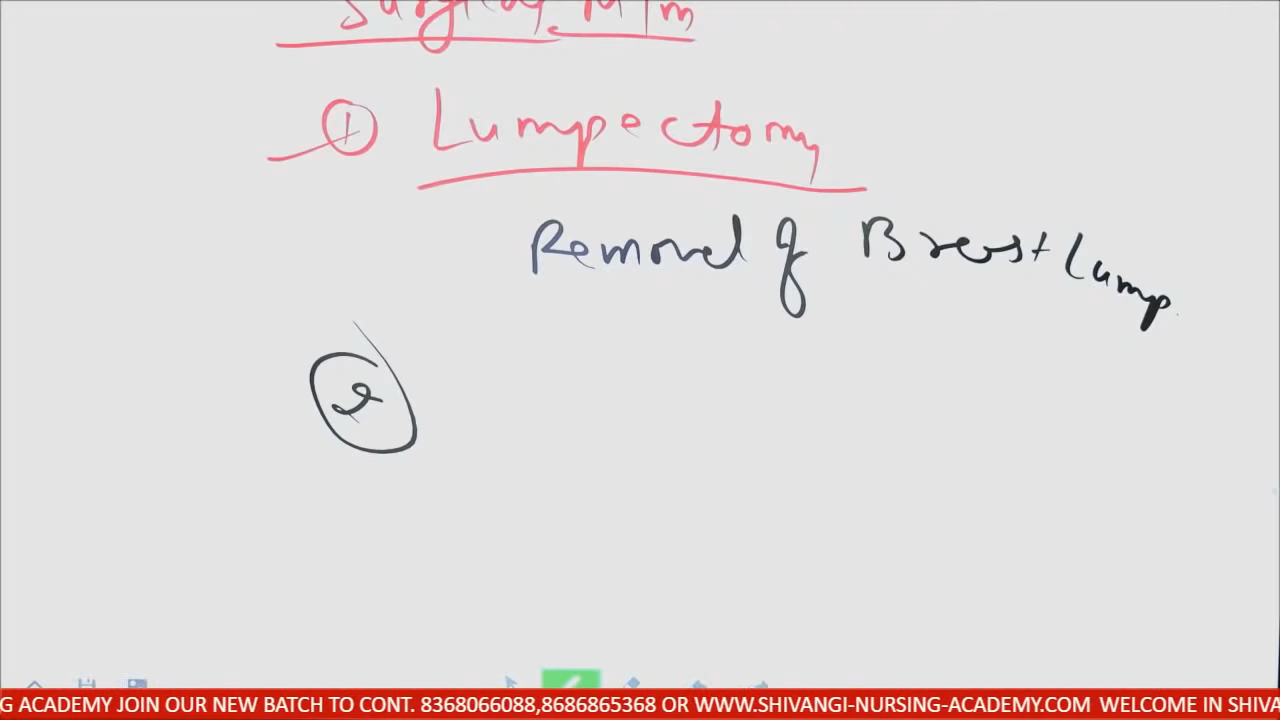 Surgical M/m
① Lumpectomy
Removal of Breast Lump
②
G ACADEMY JOIN OUR NEW BATCH TO CONT. 8368066088,8686865368 OR WWW.SHIVANGI-NURSING-ACADEMY.COM WELCOME IN SHIVA